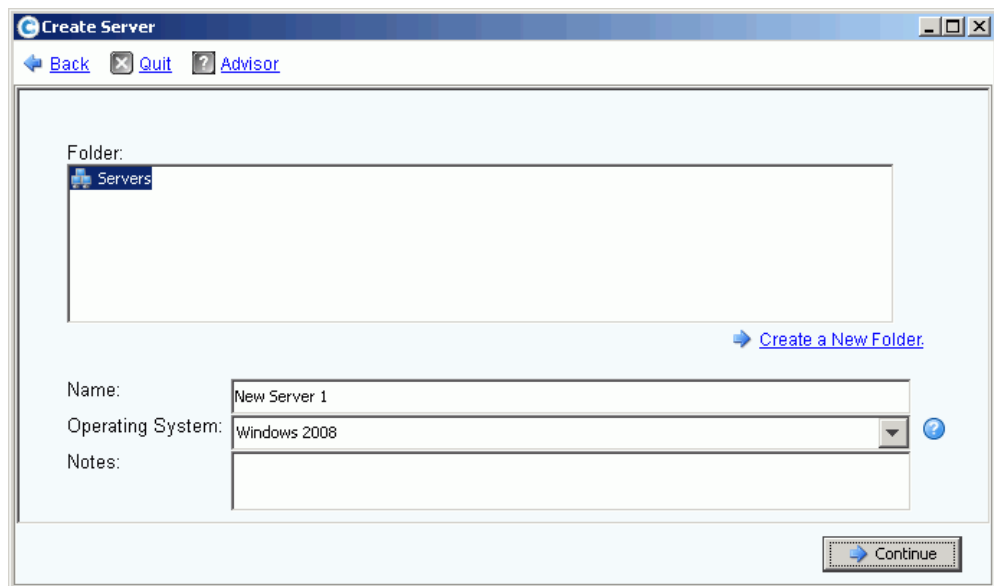 Create Server
Back Quit Advisor
Folder:
Servers
Create a New Folder.
Name: New Server 1
Operating System: Windows 2008
Notes:
Continue